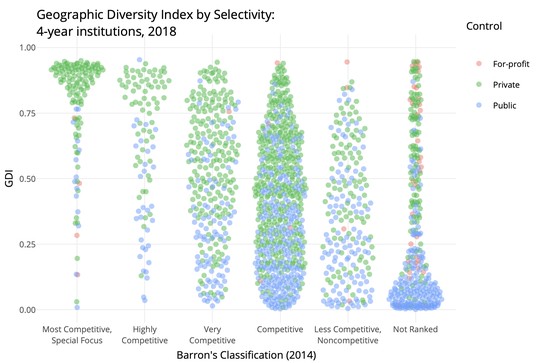 Geographic Diversity Index by Selectivity:
4-year institutions, 2018
Control
For-profit
Private
Public
1.00
0.75
0.50
0.25
0.00
GDI
Most Competitive,
Special Focus
Highly
Competitive
Very
Competitive
Competitive
Less Competitive,
Noncompetitive
Not Ranked
Barron's Classification (2014)